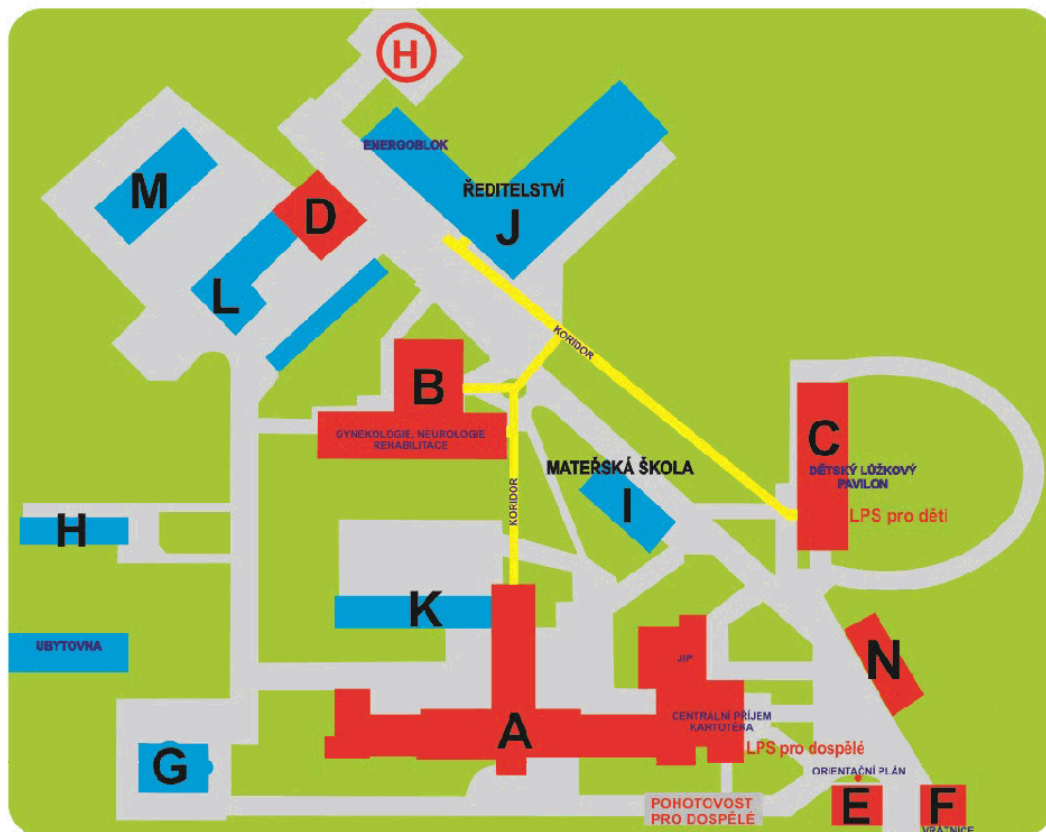 H
ENERGOBLOK
ŘEDITELSTVÍ
J
M
D
L
KORIDOR
B
GYNEKOLOGIE, NEUROLOGIE
REHABILITACE
C
DĚTSKÝ LŮŽKOVÝ
PAVILON
LPS pro děti
MATEŘSKÁ ŠKOLA
I
KORIDOR
H
K
UBYTOVNA
JIP
N
CENTRÁLNÍ PŘÍJEM
KARTOTÉKA
A
LPS pro dospělé
G
ORIENTAČNÍ PLÁN
POHOTOVOST
PRO DOSPĚLÉ
E
F
VRÁTNICE